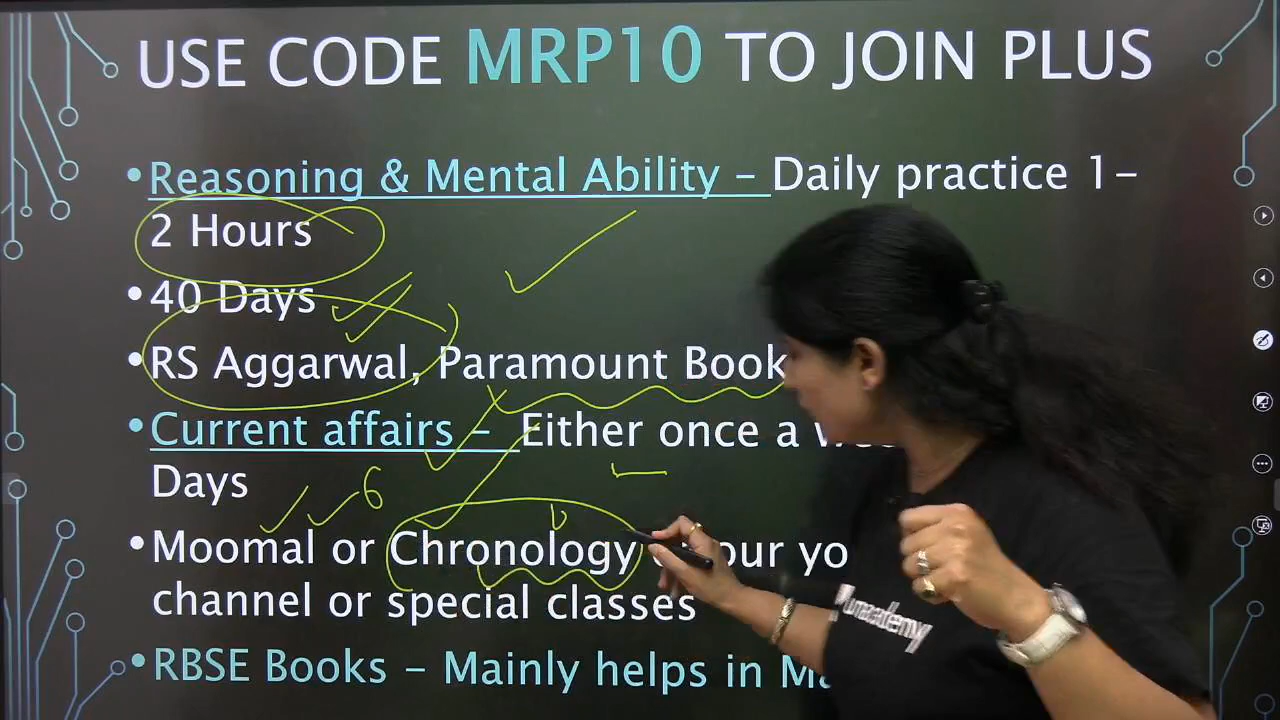 USE CODE MRP10 TO JOIN PLUS
•Reasoning & Mental Ability – Daily practice 1–
2 Hours
•40 Days
•RS Aggarwal, Paramount Book
•Current affairs – Either once a
Days
6
•Moomal or Chronology our
channel or special classes
•RBSE Books – Mainly helps in